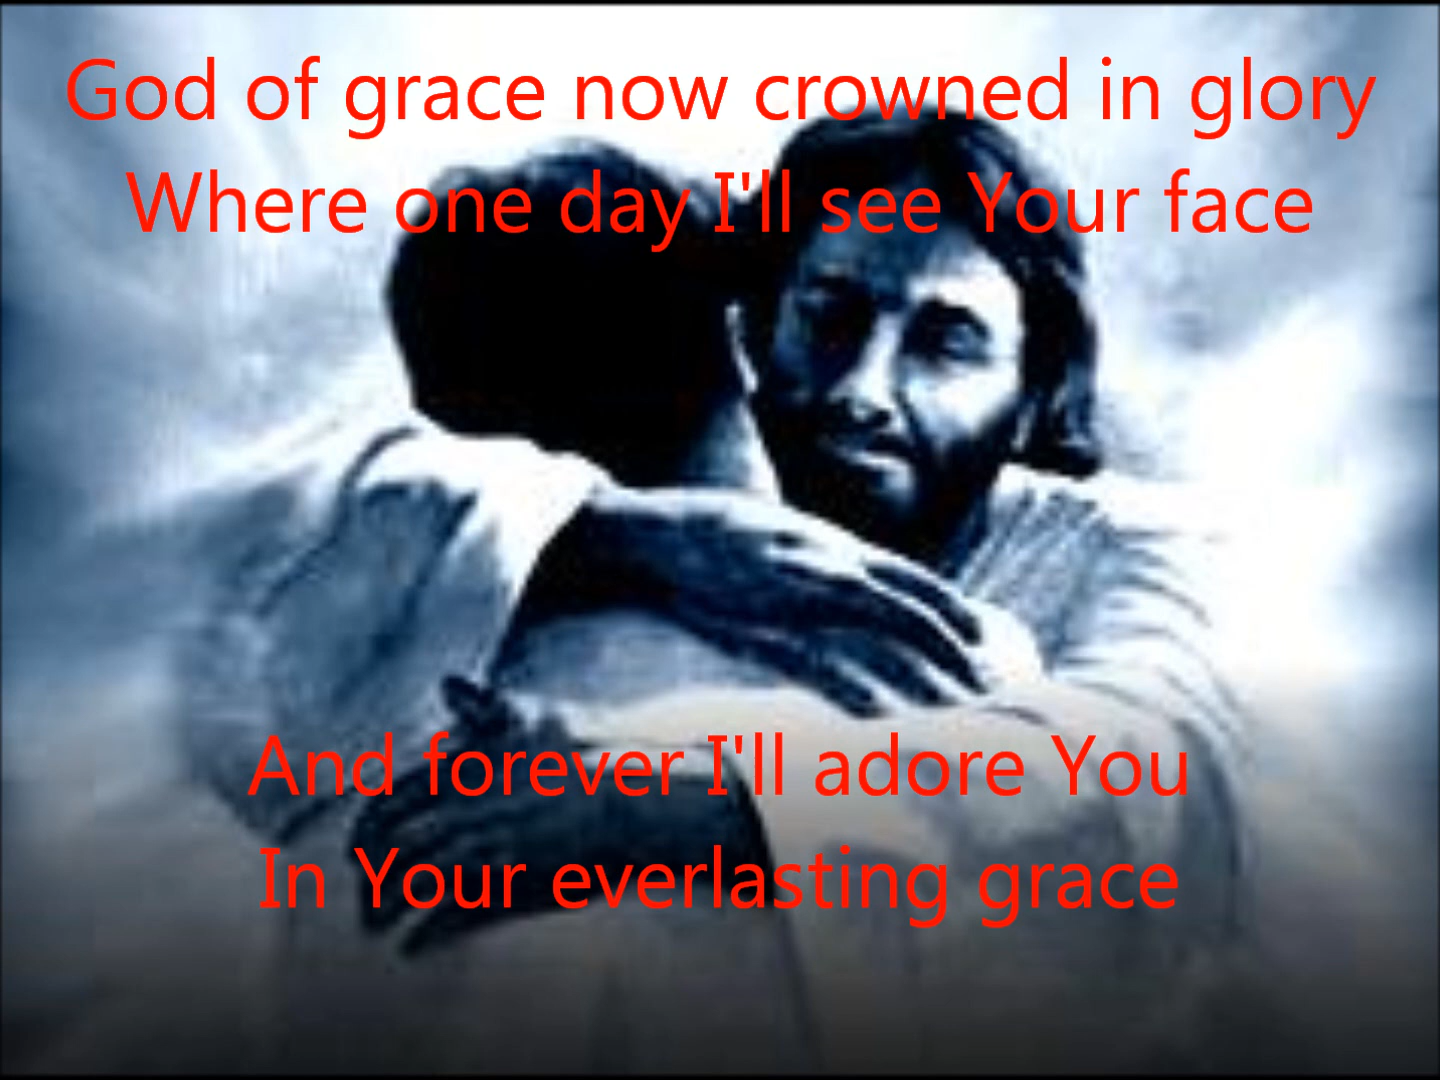 God of grace now crowned in glory
Where one day I'll see Your face
And forever I'll adore You
In Your everlasting grace